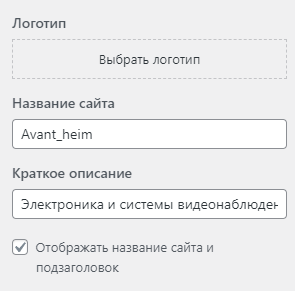 Логотип
Выбрать логотип
Название сайта
Avant_heim
Краткое описание
Электроника и системы видеонаблюден
Отображать название сайта и
подзаголовок